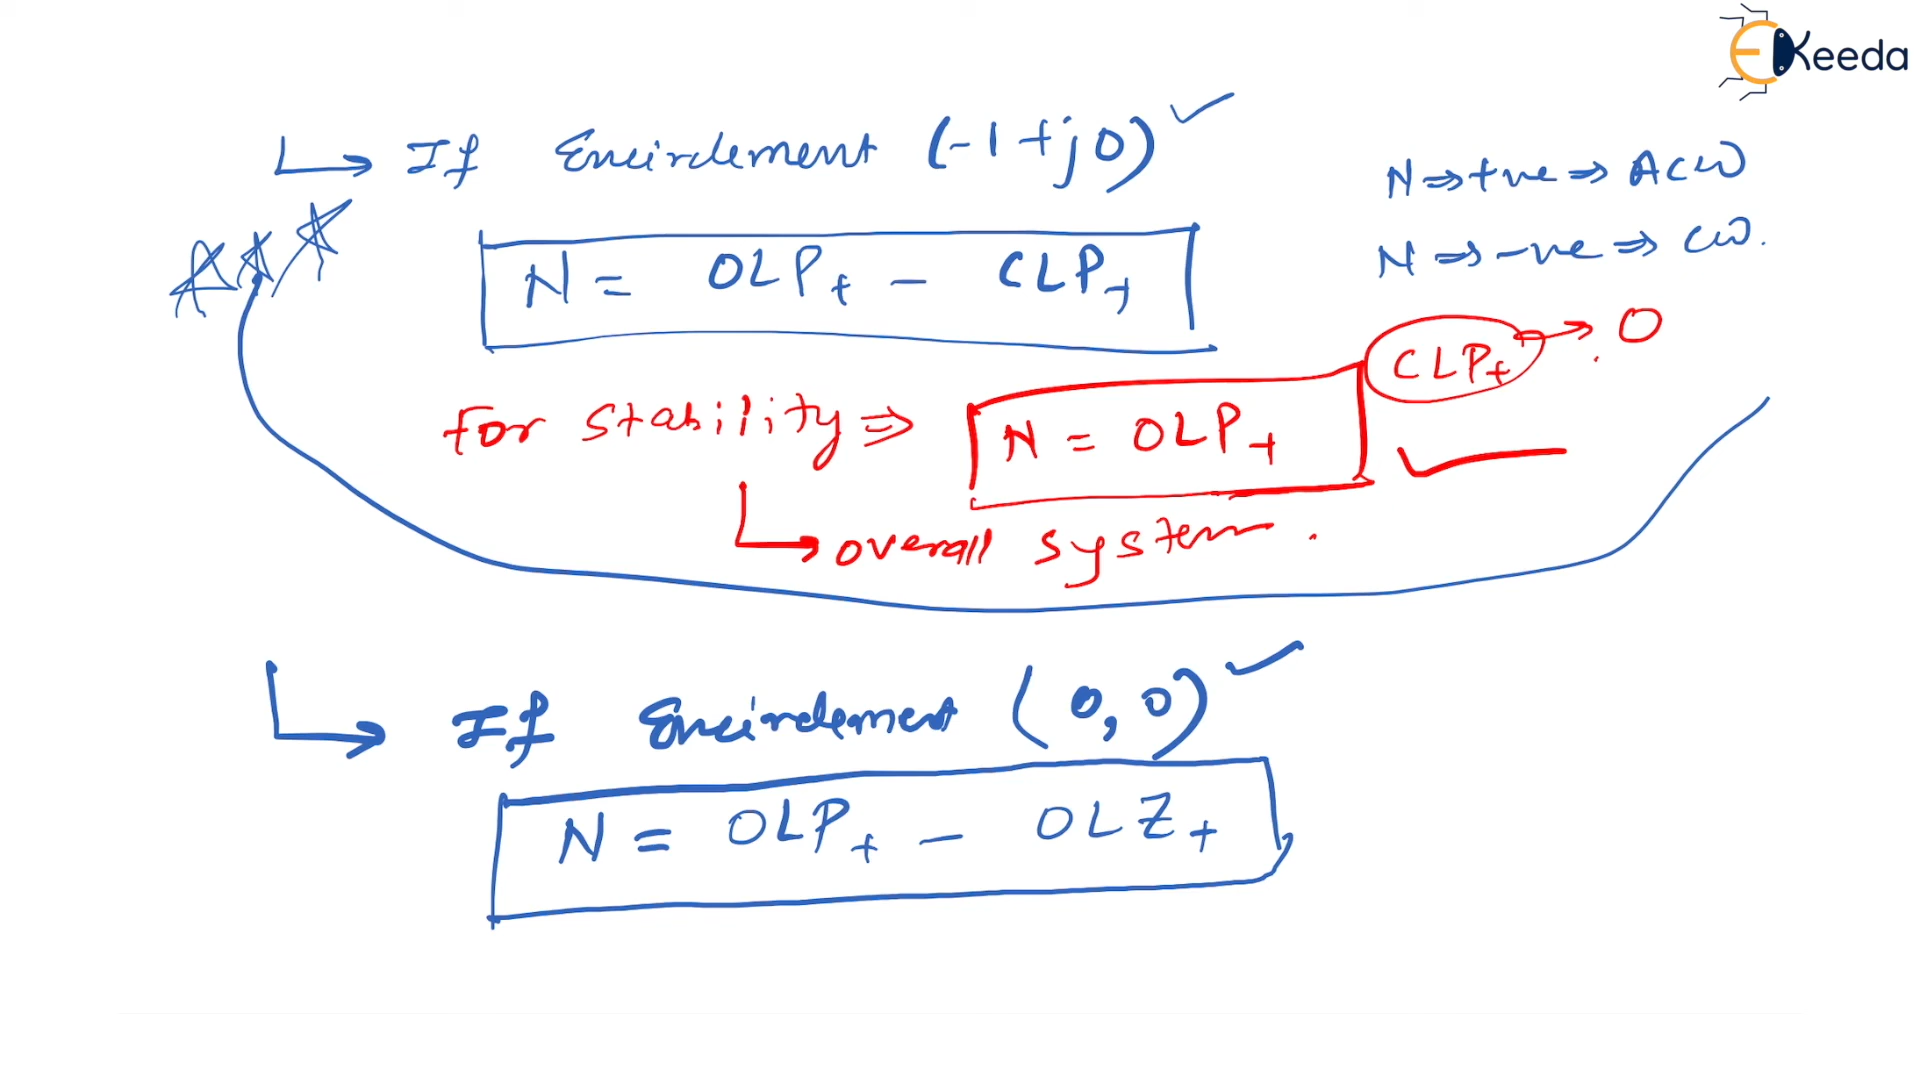 EKeeda
↳ If Encirclement (-1+j0) ✓
N ⇒ +ve ⇒ ACW
N ⇒ -ve ⇒ CW.
N = OLP₊ - CLP₊
CLP₊ → 0
For stability ⇒ N = OLP₊
↳ overall system.
↳ If Encirclement (0,0) ✓
N = OLP₊ - OLZ₊